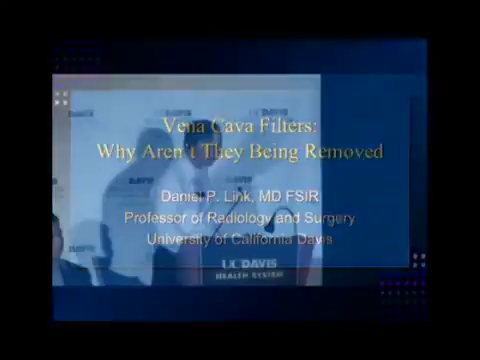 Vena Cava Filters:
Why Aren't They Being Removed
Daniel P. Link, MD FSIR
Professor of Radiology and Surgery
University of California Davis
UC DAVIS
HEALTH SYSTEM